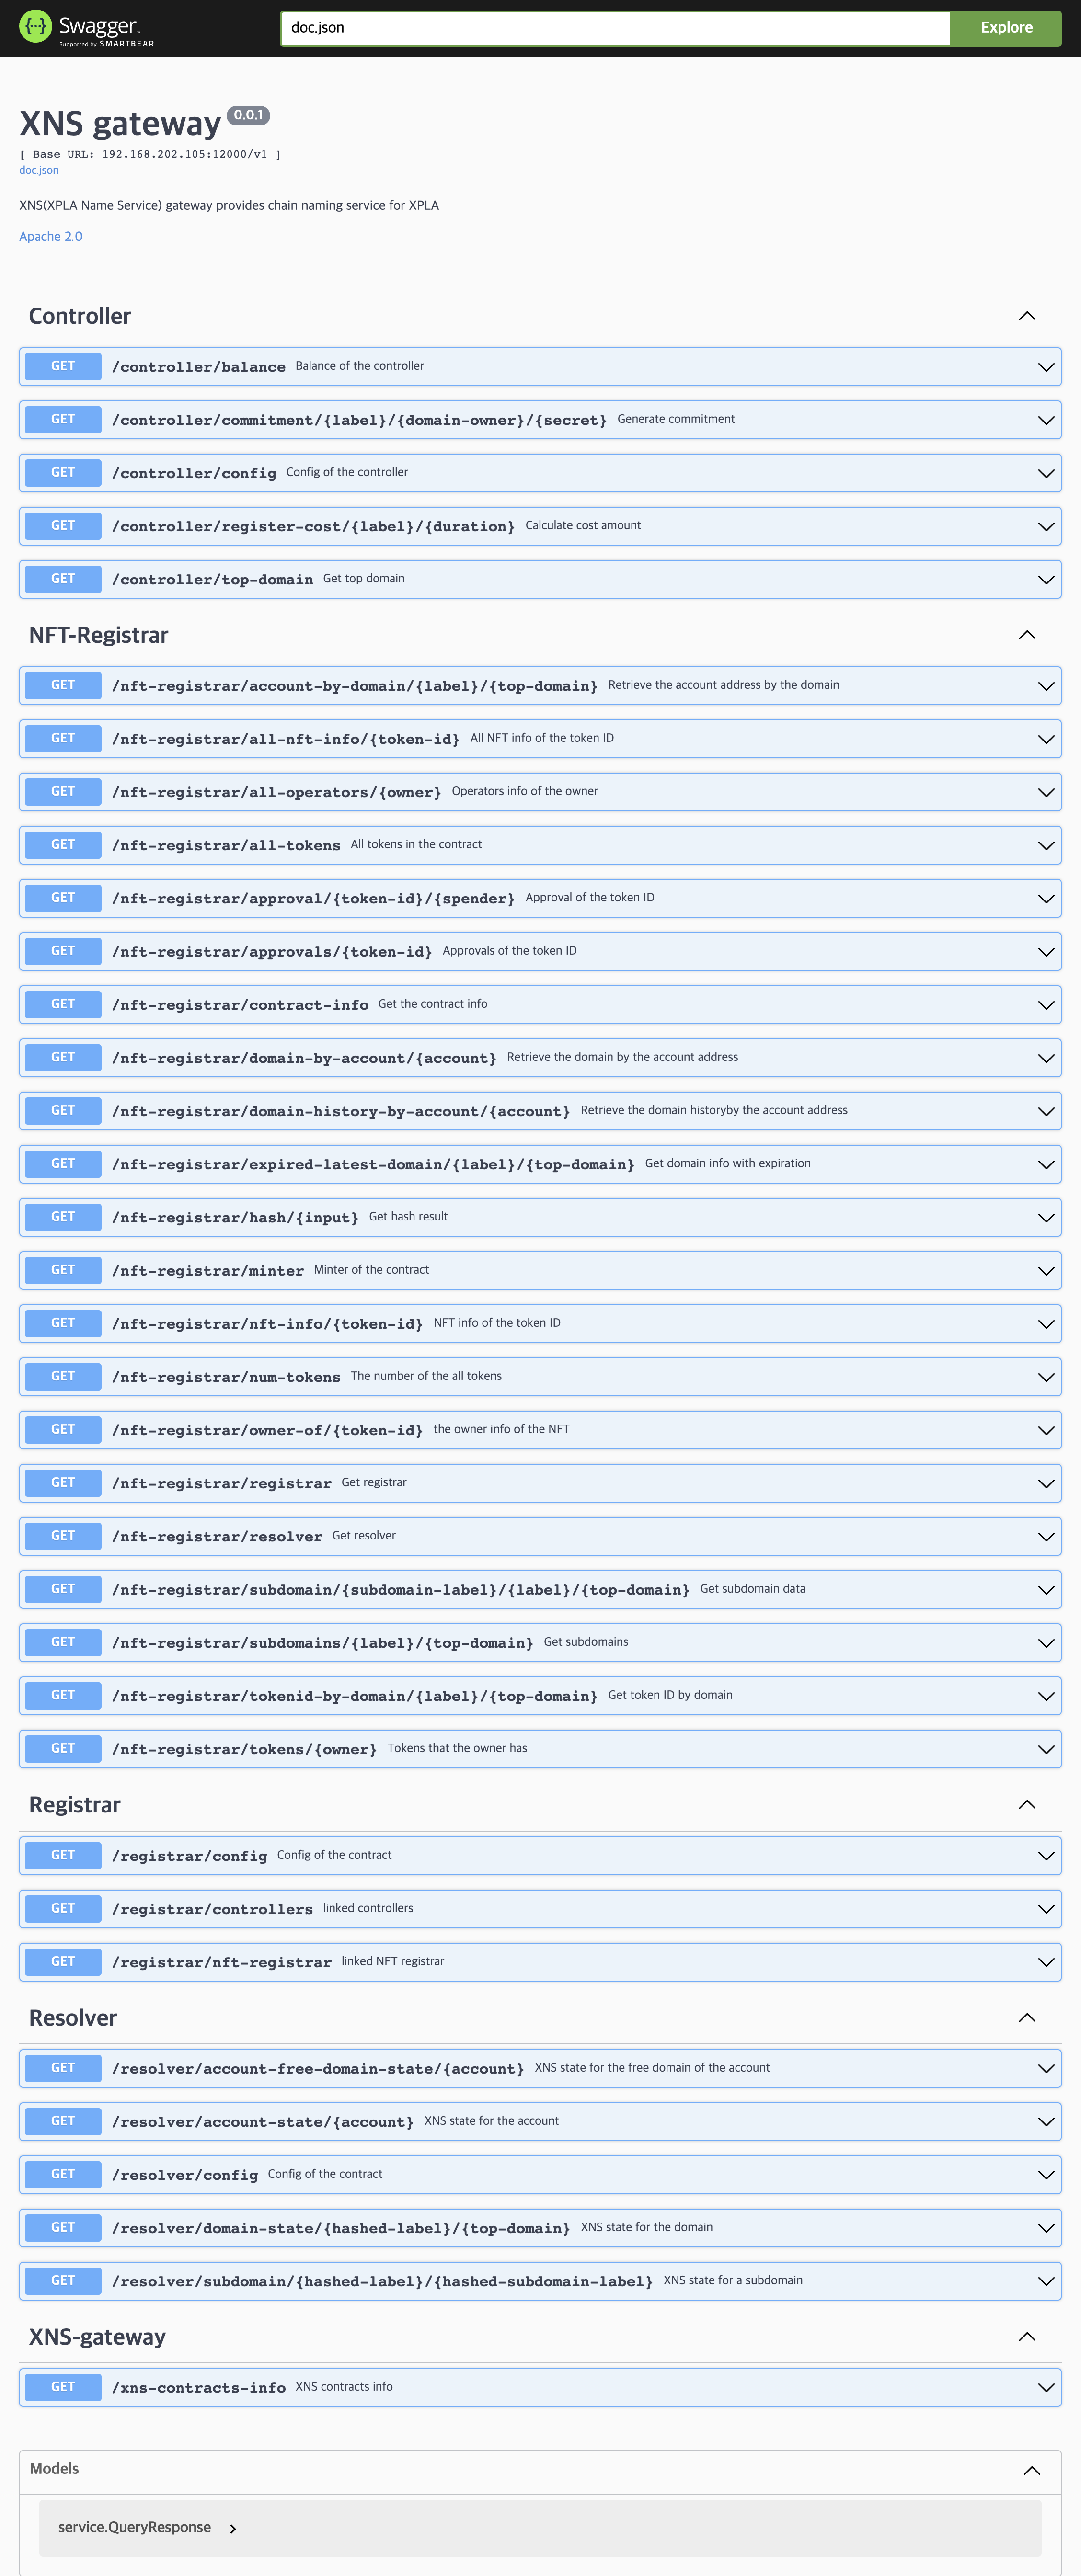 Swagger
Supported by SMARTBEAR
doc.json
Explore
XNS gateway 0.0.1
[ Base URL: 192.168.202.105:12000/v1 ]
doc.json
XNS(XPLA Name Service) gateway provides chain naming service for XPLA
Apache 2.0
Controller
GET /controller/balance Balance of the controller
GET /controller/commitment/{label}/{domain-owner}/{secret} Generate commitment
GET /controller/config Config of the controller
GET /controller/register-cost/{label}/{duration} Calculate cost amount
GET /controller/top-domain Get top domain
NFT-Registrar
GET /nft-registrar/account-by-domain/{label}/{top-domain} Retrieve the account address by the domain
GET /nft-registrar/all-nft-info/{token-id} All NFT info of the token ID
GET /nft-registrar/all-operators/{owner} Operators info of the owner
GET /nft-registrar/all-tokens All tokens in the contract
GET /nft-registrar/approval/{token-id}/{spender} Approval of the token ID
GET /nft-registrar/approvals/{token-id} Approvals of the token ID
GET /nft-registrar/contract-info Get the contract info
GET /nft-registrar/domain-by-account/{account} Retrieve the domain by the account address
GET /nft-registrar/domain-history-by-account/{account} Retrieve the domain historyby the account address
GET /nft-registrar/expired-latest-domain/{label}/{top-domain} Get domain info with expiration
GET /nft-registrar/hash/{input} Get hash result
GET /nft-registrar/minter Minter of the contract
GET /nft-registrar/nft-info/{token-id} NFT info of the token ID
GET /nft-registrar/num-tokens The number of the all tokens
GET /nft-registrar/owner-of/{token-id} the owner info of the NFT
GET /nft-registrar/registrar Get registrar
GET /nft-registrar/resolver Get resolver
GET /nft-registrar/subdomain/{subdomain-label}/{label}/{top-domain} Get subdomain data
GET /nft-registrar/subdomains/{label}/{top-domain} Get subdomains
GET /nft-registrar/tokenid-by-domain/{label}/{top-domain} Get token ID by domain
GET /nft-registrar/tokens/{owner} Tokens that the owner has
Registrar
GET /registrar/config Config of the contract
GET /registrar/controllers linked controllers
GET /registrar/nft-registrar linked NFT registrar
Resolver
GET /resolver/account-free-domain-state/{account} XNS state for the free domain of the account
GET /resolver/account-state/{account} XNS state for the account
GET /resolver/config Config of the contract
GET /resolver/domain-state/{hashed-label}/{top-domain} XNS state for the domain
GET /resolver/subdomain/{hashed-label}/{hashed-subdomain-label} XNS state for a subdomain
XNS-gateway
GET /xns-contracts-info XNS contracts info
Models
service.QueryResponse